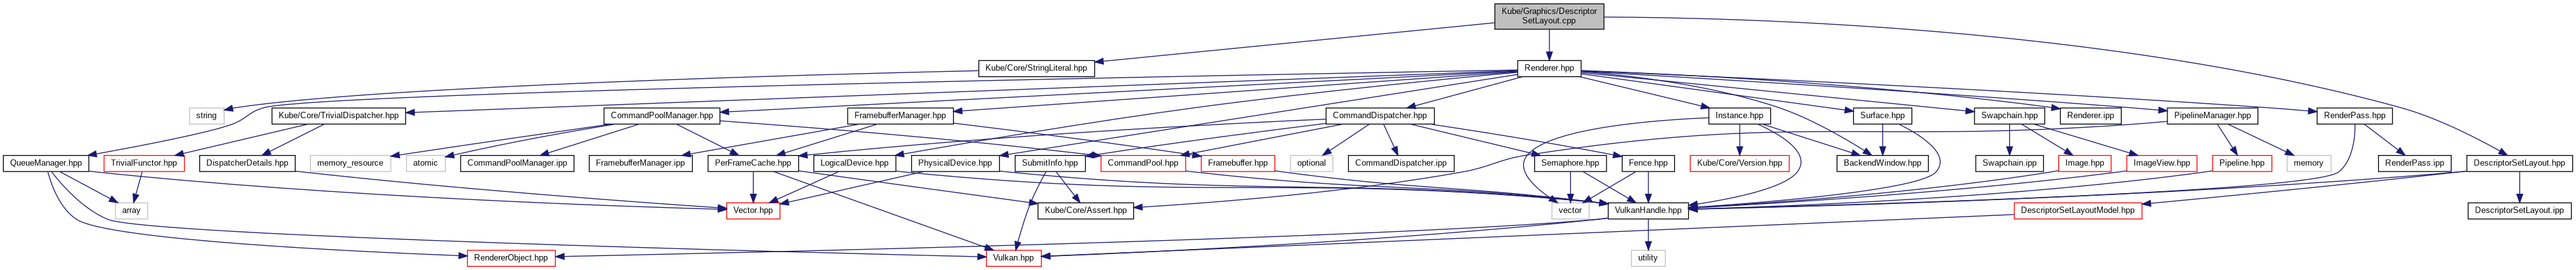 Kube/Graphics/Descriptor
SetLayout.cpp
Kube/Core/StringLiteral.hpp
Renderer.hpp
string
Kube/Core/TrivialDispatcher.hpp
CommandPoolManager.hpp
FramebufferManager.hpp
CommandDispatcher.hpp
Instance.hpp
Surface.hpp
Swapchain.hpp
Renderer.ipp
PipelineManager.hpp
RenderPass.hpp
QueueManager.hpp
TrivialFunctor.hpp
DispatcherDetails.hpp
memory_resource
atomic
CommandPoolManager.ipp
FramebufferManager.ipp
PerFrameCache.hpp
LogicalDevice.hpp
PhysicalDevice.hpp
SubmitInfo.hpp
CommandPool.hpp
Framebuffer.hpp
optional
CommandDispatcher.ipp
Semaphore.hpp
Fence.hpp
Kube/Core/Version.hpp
BackendWindow.hpp
Swapchain.ipp
Image.hpp
ImageView.hpp
Pipeline.hpp
memory
RenderPass.ipp
DescriptorSetLayout.hpp
array
Vector.hpp
Kube/Core/Assert.hpp
vector
VulkanHandle.hpp
DescriptorSetLayoutModel.hpp
DescriptorSetLayout.ipp
RendererObject.hpp
Vulkan.hpp
utility